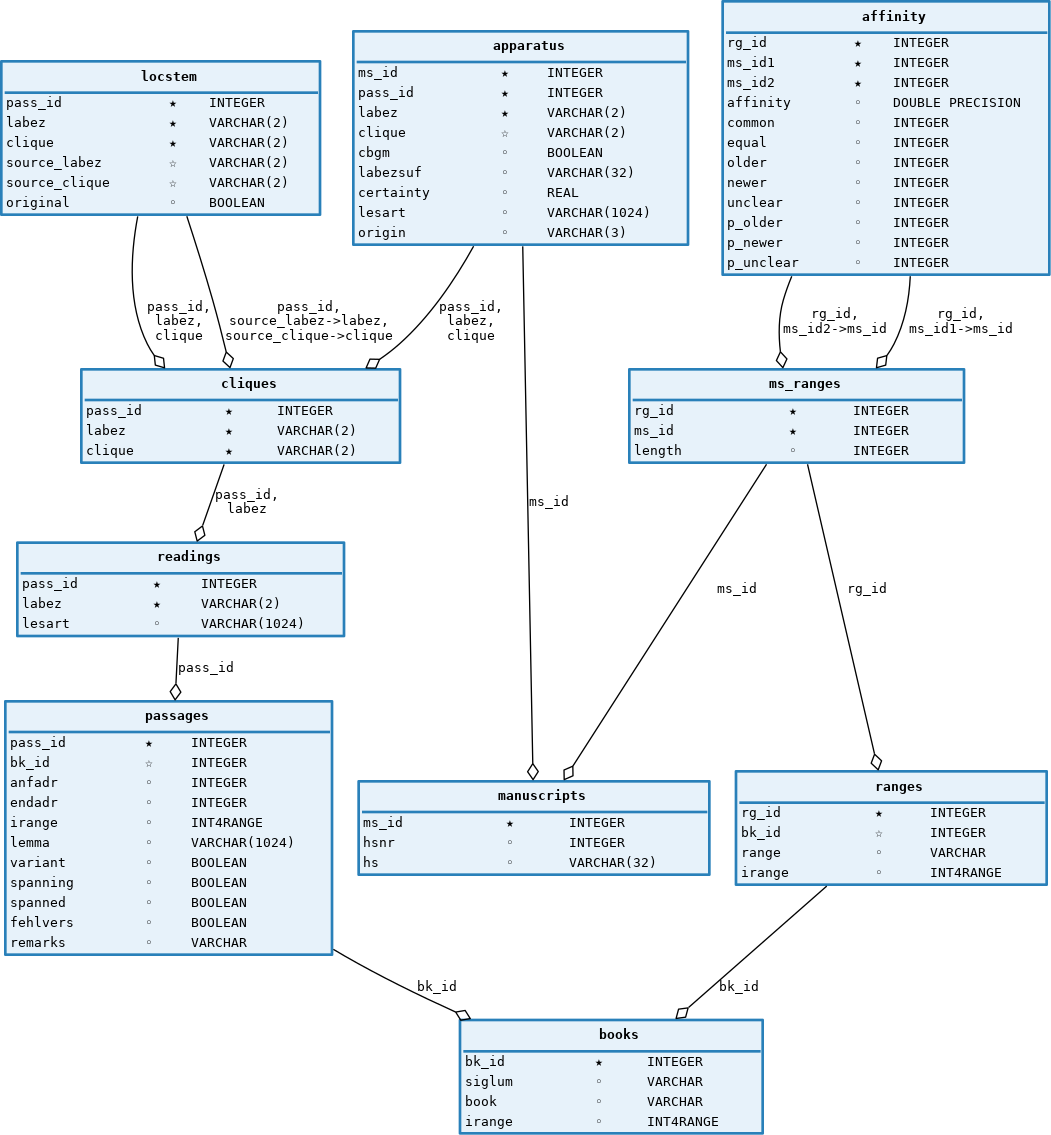 affinity
rg_id ★ INTEGER
ms_id1 ★ INTEGER
ms_id2 ★ INTEGER
affinity ◦ DOUBLE PRECISION
common ◦ INTEGER
equal ◦ INTEGER
older ◦ INTEGER
newer ◦ INTEGER
unclear ◦ INTEGER
p_older ◦ INTEGER
p_newer ◦ INTEGER
p_unclear ◦ INTEGER
apparatus
ms_id ★ INTEGER
pass_id ★ INTEGER
labez ★ VARCHAR(2)
clique ☆ VARCHAR(2)
cbgm ◦ BOOLEAN
labezsuf ◦ VARCHAR(32)
certainty ◦ REAL
lesart ◦ VARCHAR(1024)
origin ◦ VARCHAR(3)
locstem
pass_id ★ INTEGER
labez ★ VARCHAR(2)
clique ★ VARCHAR(2)
source_labez ☆ VARCHAR(2)
source_clique ☆ VARCHAR(2)
original ◦ BOOLEAN
pass_id,
labez,
clique
pass_id,
source_labez->labez,
source_clique->clique
pass_id,
labez,
clique
rg_id,
ms_id2->ms_id
rg_id,
ms_id1->ms_id
cliques
pass_id ★ INTEGER
labez ★ VARCHAR(2)
clique ★ VARCHAR(2)
ms_ranges
rg_id ★ INTEGER
ms_id ★ INTEGER
length ◦ INTEGER
pass_id,
labez
ms_id
readings
pass_id ★ INTEGER
labez ★ VARCHAR(2)
lesart ◦ VARCHAR(1024)
ms_id
rg_id
pass_id
passages
pass_id ★ INTEGER
bk_id ☆ INTEGER
anfadr ◦ INTEGER
endadr ◦ INTEGER
irange ◦ INT4RANGE
lemma ◦ VARCHAR(1024)
variant ◦ BOOLEAN
spanning ◦ BOOLEAN
spanned ◦ BOOLEAN
fehlvers ◦ BOOLEAN
remarks ◦ VARCHAR
manuscripts
ms_id ★ INTEGER
hsnr ◦ INTEGER
hs ◦ VARCHAR(32)
ranges
rg_id ★ INTEGER
bk_id ☆ INTEGER
range ◦ VARCHAR
irange ◦ INT4RANGE
bk_id
bk_id
books
bk_id ★ INTEGER
siglum ◦ VARCHAR
book ◦ VARCHAR
irange ◦ INT4RANGE